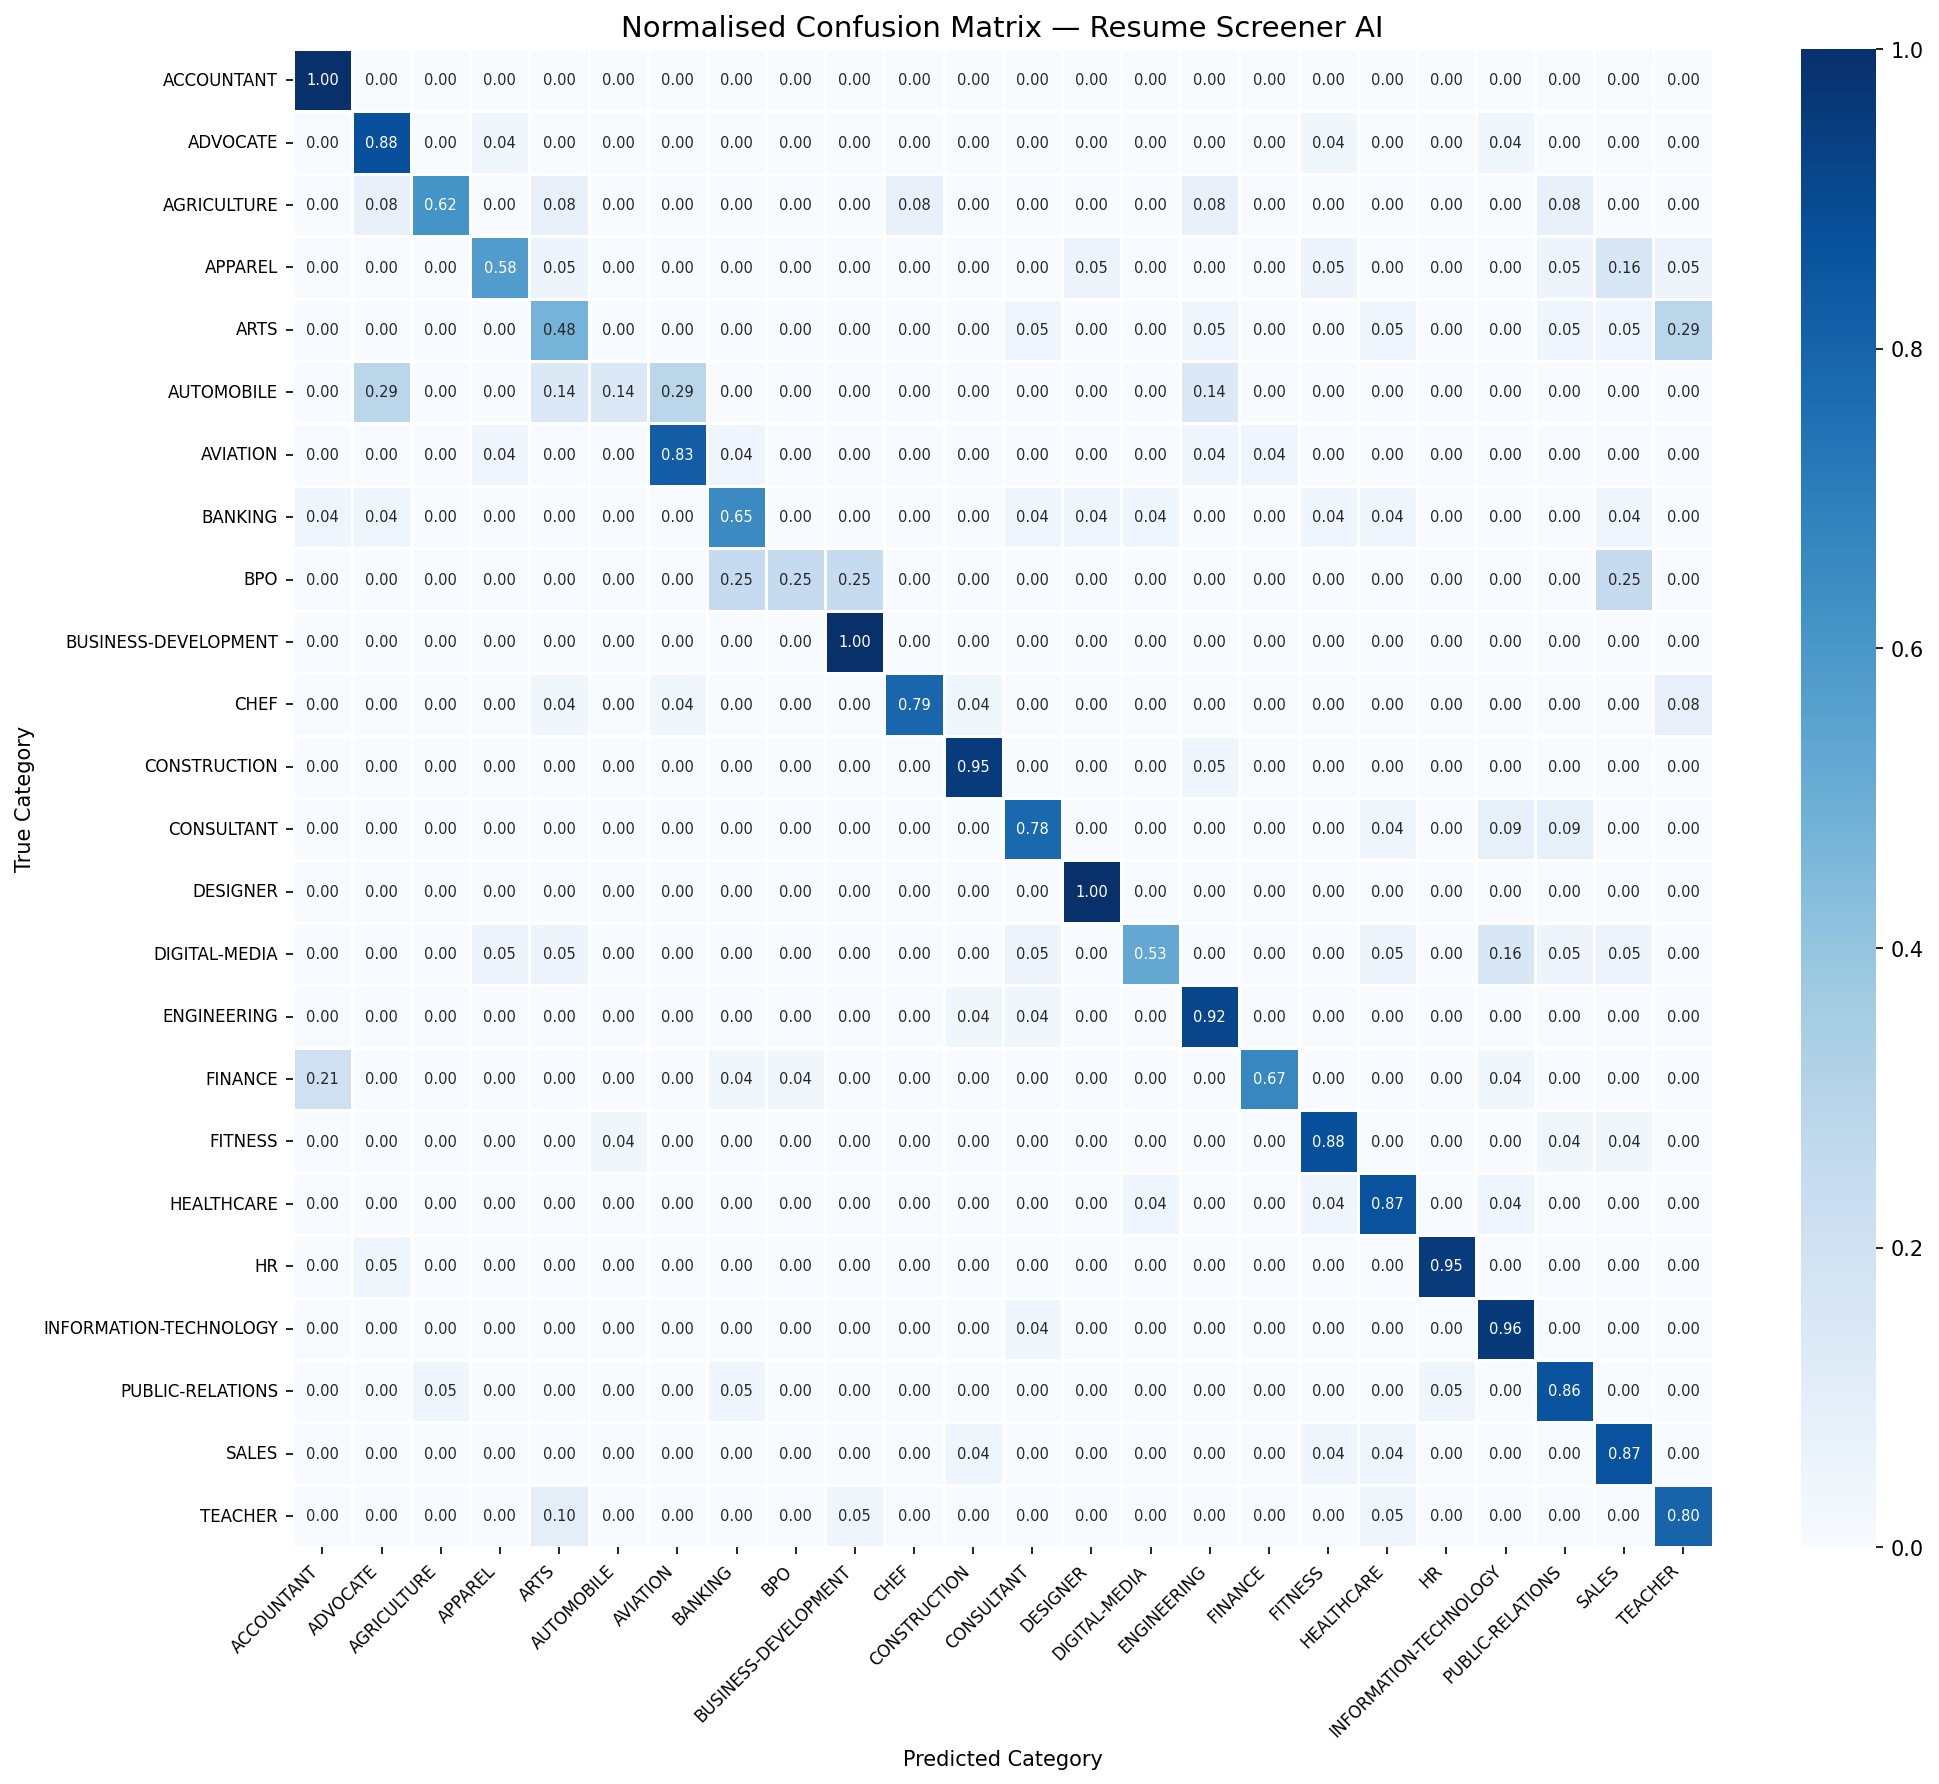 Normalised Confusion Matrix — Resume Screener AI
ACCOUNTANT 1.00 0.00 0.00 0.00 0.00 0.00 0.00 0.00 0.00 0.00 0.00 0.00 0.00 0.00 0.00 0.00 0.00 0.00 0.00 0.00 0.00 0.00 0.00 0.00
ADVOCATE 0.00 0.88 0.00 0.04 0.00 0.00 0.00 0.00 0.00 0.00 0.00 0.00 0.00 0.00 0.00 0.00 0.00 0.04 0.00 0.00 0.04 0.00 0.00 0.00
AGRICULTURE 0.00 0.08 0.62 0.00 0.08 0.00 0.00 0.00 0.00 0.00 0.08 0.00 0.00 0.00 0.00 0.08 0.00 0.00 0.00 0.00 0.00 0.08 0.00 0.00
APPAREL 0.00 0.00 0.00 0.58 0.05 0.00 0.00 0.00 0.00 0.00 0.00 0.00 0.00 0.05 0.00 0.00 0.00 0.05 0.00 0.00 0.00 0.05 0.16 0.05
ARTS 0.00 0.00 0.00 0.00 0.48 0.00 0.00 0.00 0.00 0.00 0.00 0.00 0.05 0.00 0.00 0.05 0.00 0.00 0.05 0.00 0.00 0.05 0.05 0.29
AUTOMOBILE 0.00 0.29 0.00 0.00 0.14 0.14 0.29 0.00 0.00 0.00 0.00 0.00 0.00 0.00 0.00 0.14 0.00 0.00 0.00 0.00 0.00 0.00 0.00 0.00
AVIATION 0.00 0.00 0.00 0.04 0.00 0.00 0.83 0.04 0.00 0.00 0.00 0.00 0.00 0.00 0.00 0.04 0.04 0.00 0.00 0.00 0.00 0.00 0.00 0.00
BANKING 0.04 0.04 0.00 0.00 0.00 0.00 0.00 0.65 0.00 0.00 0.00 0.00 0.04 0.04 0.04 0.00 0.00 0.04 0.04 0.00 0.00 0.00 0.04 0.00
BPO 0.00 0.00 0.00 0.00 0.00 0.00 0.00 0.25 0.25 0.25 0.00 0.00 0.00 0.00 0.00 0.00 0.00 0.00 0.00 0.00 0.00 0.00 0.25 0.00
BUSINESS-DEVELOPMENT 0.00 0.00 0.00 0.00 0.00 0.00 0.00 0.00 0.00 1.00 0.00 0.00 0.00 0.00 0.00 0.00 0.00 0.00 0.00 0.00 0.00 0.00 0.00 0.00
CHEF 0.00 0.00 0.00 0.00 0.04 0.00 0.04 0.00 0.00 0.00 0.79 0.04 0.00 0.00 0.00 0.00 0.00 0.00 0.00 0.00 0.00 0.00 0.00 0.08
CONSTRUCTION 0.00 0.00 0.00 0.00 0.00 0.00 0.00 0.00 0.00 0.00 0.00 0.95 0.00 0.00 0.00 0.05 0.00 0.00 0.00 0.00 0.00 0.00 0.00 0.00
CONSULTANT 0.00 0.00 0.00 0.00 0.00 0.00 0.00 0.00 0.00 0.00 0.00 0.00 0.78 0.00 0.00 0.00 0.00 0.00 0.04 0.00 0.09 0.09 0.00 0.00
DESIGNER 0.00 0.00 0.00 0.00 0.00 0.00 0.00 0.00 0.00 0.00 0.00 0.00 0.00 1.00 0.00 0.00 0.00 0.00 0.00 0.00 0.00 0.00 0.00 0.00
DIGITAL-MEDIA 0.00 0.00 0.00 0.05 0.05 0.00 0.00 0.00 0.00 0.00 0.00 0.00 0.05 0.00 0.53 0.00 0.00 0.00 0.05 0.00 0.16 0.05 0.05 0.00
ENGINEERING 0.00 0.00 0.00 0.00 0.00 0.00 0.00 0.00 0.00 0.00 0.00 0.04 0.04 0.00 0.00 0.92 0.00 0.00 0.00 0.00 0.00 0.00 0.00 0.00
FINANCE 0.21 0.00 0.00 0.00 0.00 0.00 0.00 0.04 0.04 0.00 0.00 0.00 0.00 0.00 0.00 0.00 0.67 0.00 0.00 0.00 0.04 0.00 0.00 0.00
FITNESS 0.00 0.00 0.00 0.00 0.00 0.04 0.00 0.00 0.00 0.00 0.00 0.00 0.00 0.00 0.00 0.00 0.00 0.88 0.00 0.00 0.00 0.04 0.04 0.00
HEALTHCARE 0.00 0.00 0.00 0.00 0.00 0.00 0.00 0.00 0.00 0.00 0.00 0.00 0.00 0.00 0.04 0.00 0.00 0.04 0.87 0.00 0.04 0.00 0.00 0.00
HR 0.00 0.05 0.00 0.00 0.00 0.00 0.00 0.00 0.00 0.00 0.00 0.00 0.00 0.00 0.00 0.00 0.00 0.00 0.00 0.95 0.00 0.00 0.00 0.00
INFORMATION-TECHNOLOGY 0.00 0.00 0.00 0.00 0.00 0.00 0.00 0.00 0.00 0.00 0.00 0.00 0.04 0.00 0.00 0.00 0.00 0.00 0.00 0.00 0.96 0.00 0.00 0.00
PUBLIC-RELATIONS 0.00 0.00 0.05 0.00 0.00 0.00 0.00 0.05 0.00 0.00 0.00 0.00 0.00 0.00 0.00 0.00 0.00 0.00 0.00 0.05 0.00 0.86 0.00 0.00
SALES 0.00 0.00 0.00 0.00 0.00 0.00 0.00 0.00 0.00 0.00 0.00 0.04 0.00 0.00 0.00 0.00 0.00 0.04 0.04 0.00 0.00 0.00 0.87 0.00
TEACHER 0.00 0.00 0.00 0.00 0.10 0.00 0.00 0.00 0.00 0.05 0.00 0.00 0.00 0.00 0.00 0.00 0.00 0.00 0.05 0.00 0.00 0.00 0.00 0.80
True Category
ACCOUNTANT
ADVOCATE
AGRICULTURE
APPAREL
ARTS
AUTOMOBILE
AVIATION
BANKING
BPO
BUSINESS-DEVELOPMENT
CHEF
CONSTRUCTION
CONSULTANT
DESIGNER
DIGITAL-MEDIA
ENGINEERING
FINANCE
FITNESS
HEALTHCARE
HR
INFORMATION-TECHNOLOGY
PUBLIC-RELATIONS
SALES
TEACHER
Predicted Category
1.0
0.8
0.6
0.4
0.2
0.0